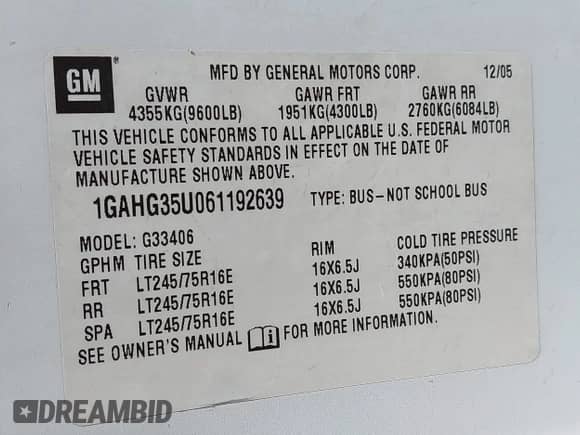 GM
MFD BY GENERAL MOTORS CORP. 12/05
GVWR GAWR FRT GAWR RR
4355KG(9600LB) 1951KG(4300LB) 2760KG(6084LB)
THIS VEHICLE CONFORMS TO ALL APPLICABLE U.S. FEDERAL MOTOR
VEHICLE SAFETY STANDARDS IN EFFECT ON THE DATE OF
MANUFACTURE SHOWN ABOVE.
1GAHG35U061192639 TYPE: BUS-NOT SCHOOL BUS
MODEL: G33406
GPHM TIRE SIZE RIM COLD TIRE PRESSURE
FRT LT245/75R16E 16X6.5J 340KPA(50PSI)
RR LT245/75R16E 16X6.5J 550KPA(80PSI)
SPA LT245/75R16E 16X6.5J 550KPA(80PSI)
SEE OWNER'S MANUAL FOR MORE INFORMATION.
DREAMBID